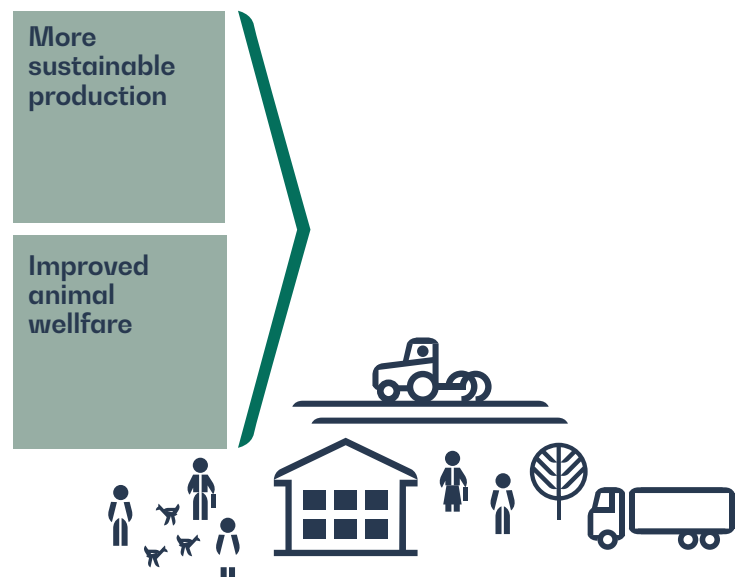 More
sustainable
production
Improved
animal
wellfare